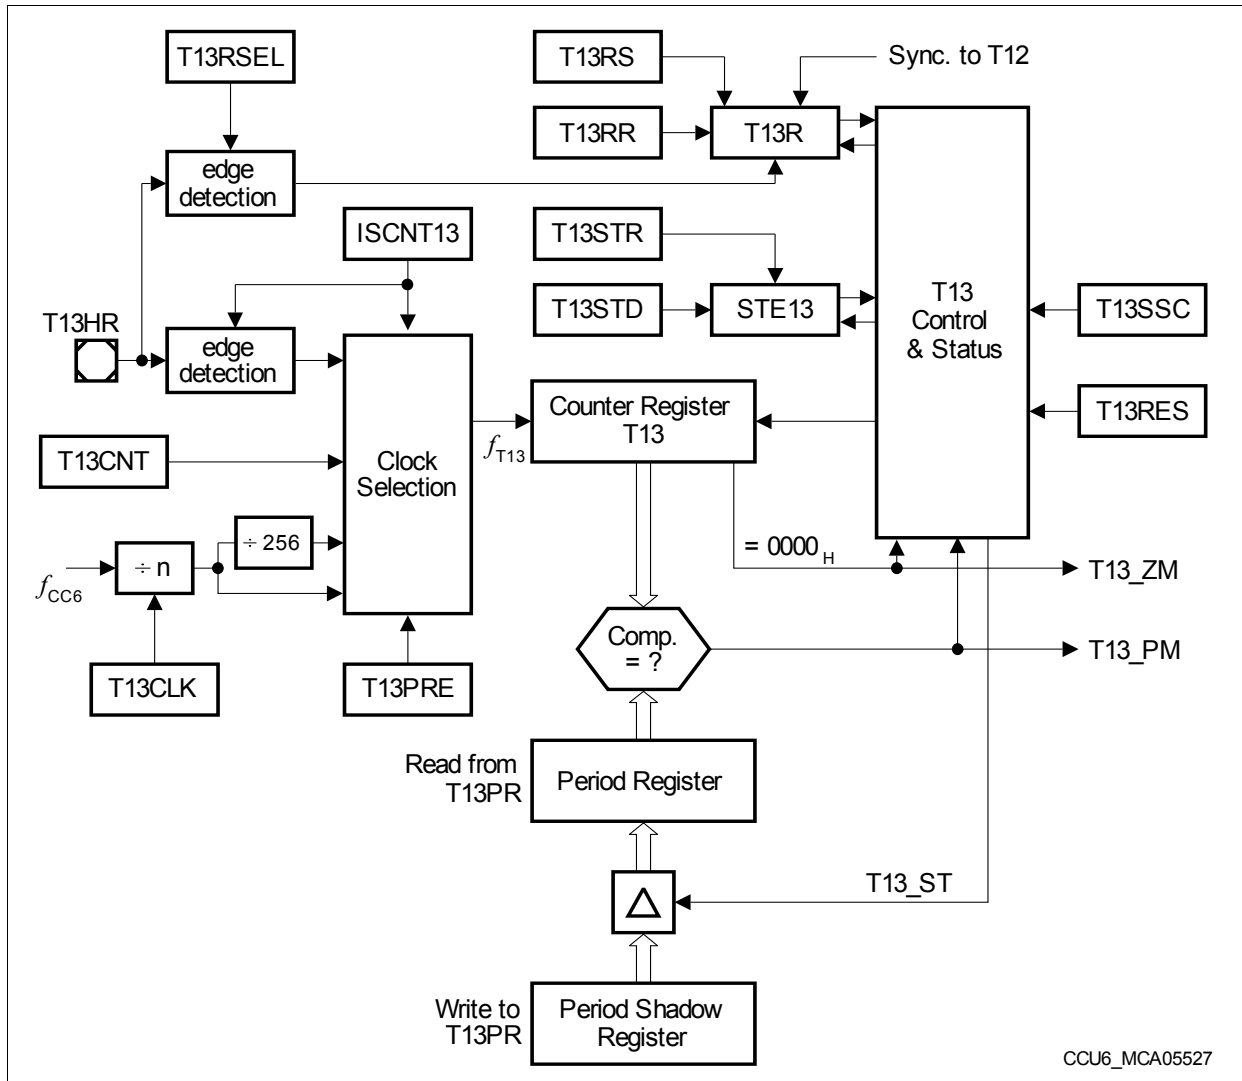 T13RSEL
T13RS
Sync. to T12
T13RR
T13R
edge
detection
ISCNT13
T13STR
T13STD
STE13
T13
Control
& Status
T13SSC
T13HR
edge
detection
Counter Register
T13
T13RES
fT13
T13CNT
Clock
Selection
÷ 256
= 0000H
÷ n
fCC6
T13_ZM
Comp.
= ?
T13_PM
T13CLK
T13PRE
Read from
T13PR
Period Register
T13_ST
Write to
T13PR
Period Shadow
Register
CCU6_MCA05527